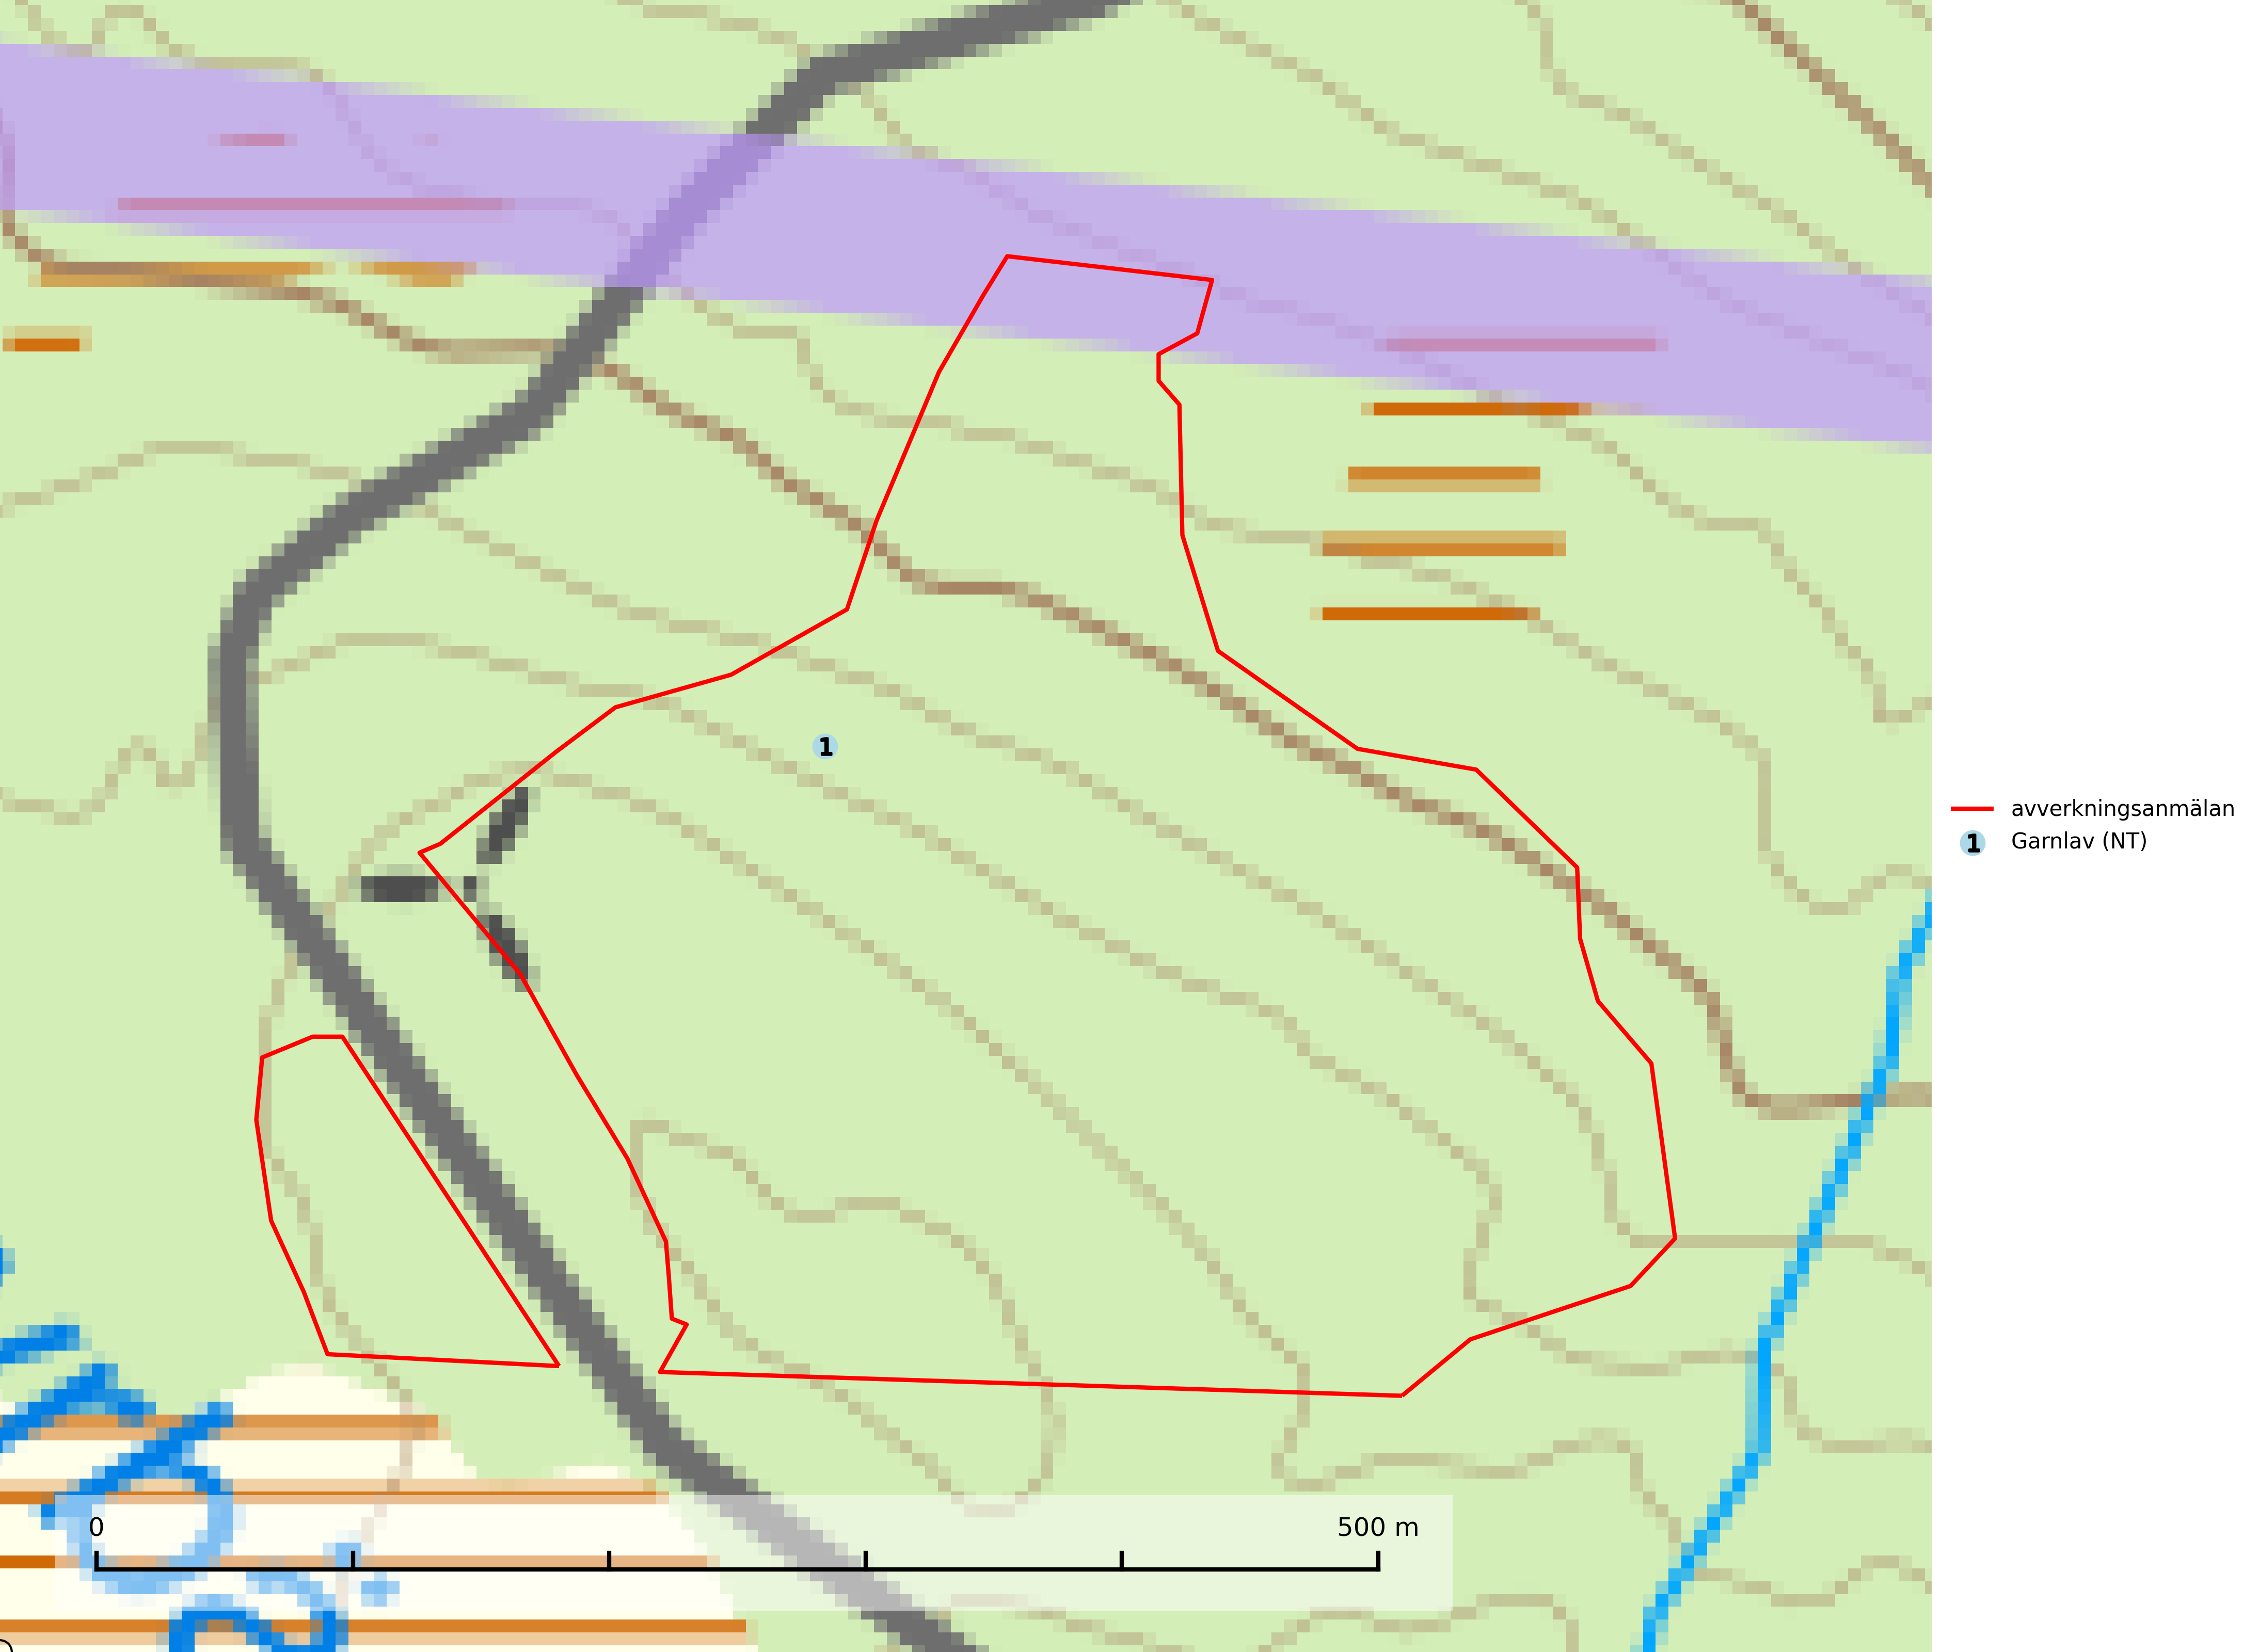 1
avverkningsanmälan
1 Garnlav (NT)
0 500 m